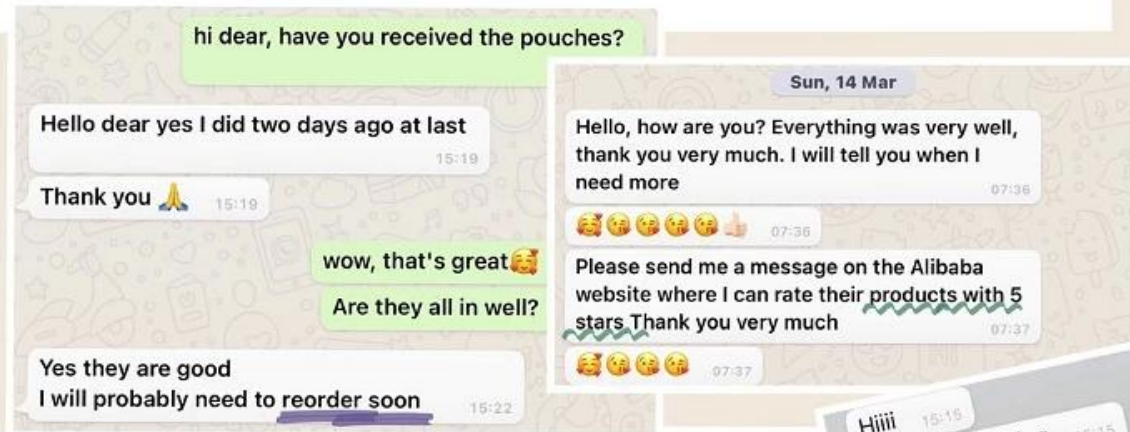 hi dear, have you received the pouches?
Hello dear yes I did two days ago at last
15:19
Thank you 🙏 15:19
wow, that's great🥰
Are they all in well?
Yes they are good
I will probably need to reorder soon 15:22
Sun, 14 Mar
Hello, how are you? Everything was very well,
thank you very much. I will tell you when I
need more 07:36
🥰😘😘😘😘👍🏻 07:36
Please send me a message on the Alibaba
website where I can rate their products with 5
stars Thank you very much 07:37
🥰😘😘😘 07:37
Hiiii 15:15